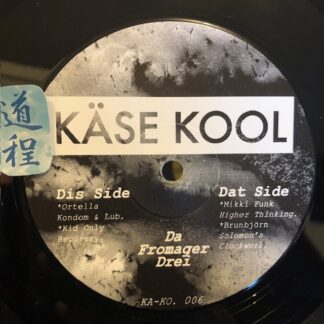 道
程
KÄSE KOOL
Dis Side
*Ortella
Kondom & Lub.
*Kid Only
Recovery.
Dat Side
*Mikki Funk
Higher Thinking.
*Brunbjörn
Solomon's
Clockwork.
Da
Fromager
Drei
KA-KO. 006